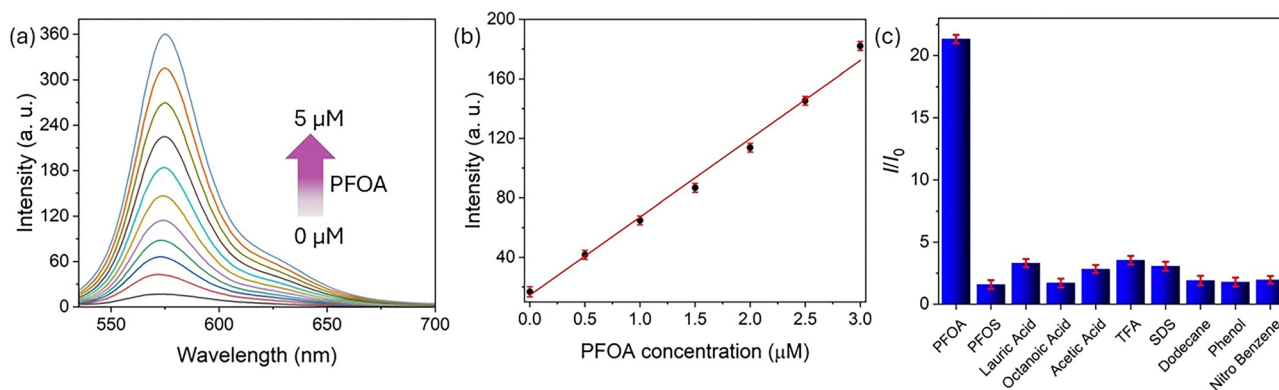 (a)
Intensity (a. u.)
360
300
240
180
120
60
0
5 μM
PFOA
0 μM
550
600
650
700
Wavelength (nm)
(b)
Intensity (a. u.)
200
160
120
80
40
0.0
0.5
1.0
1.5
2.0
2.5
3.0
PFOA concentration (μM)
(c)
I/I0
20
15
10
5
0
PFOA
PFOS
Lauric Acid
Octanoic Acid
Acetic Acid
TFA
SDS
Dodecane
Phenol
Nitro Benzene